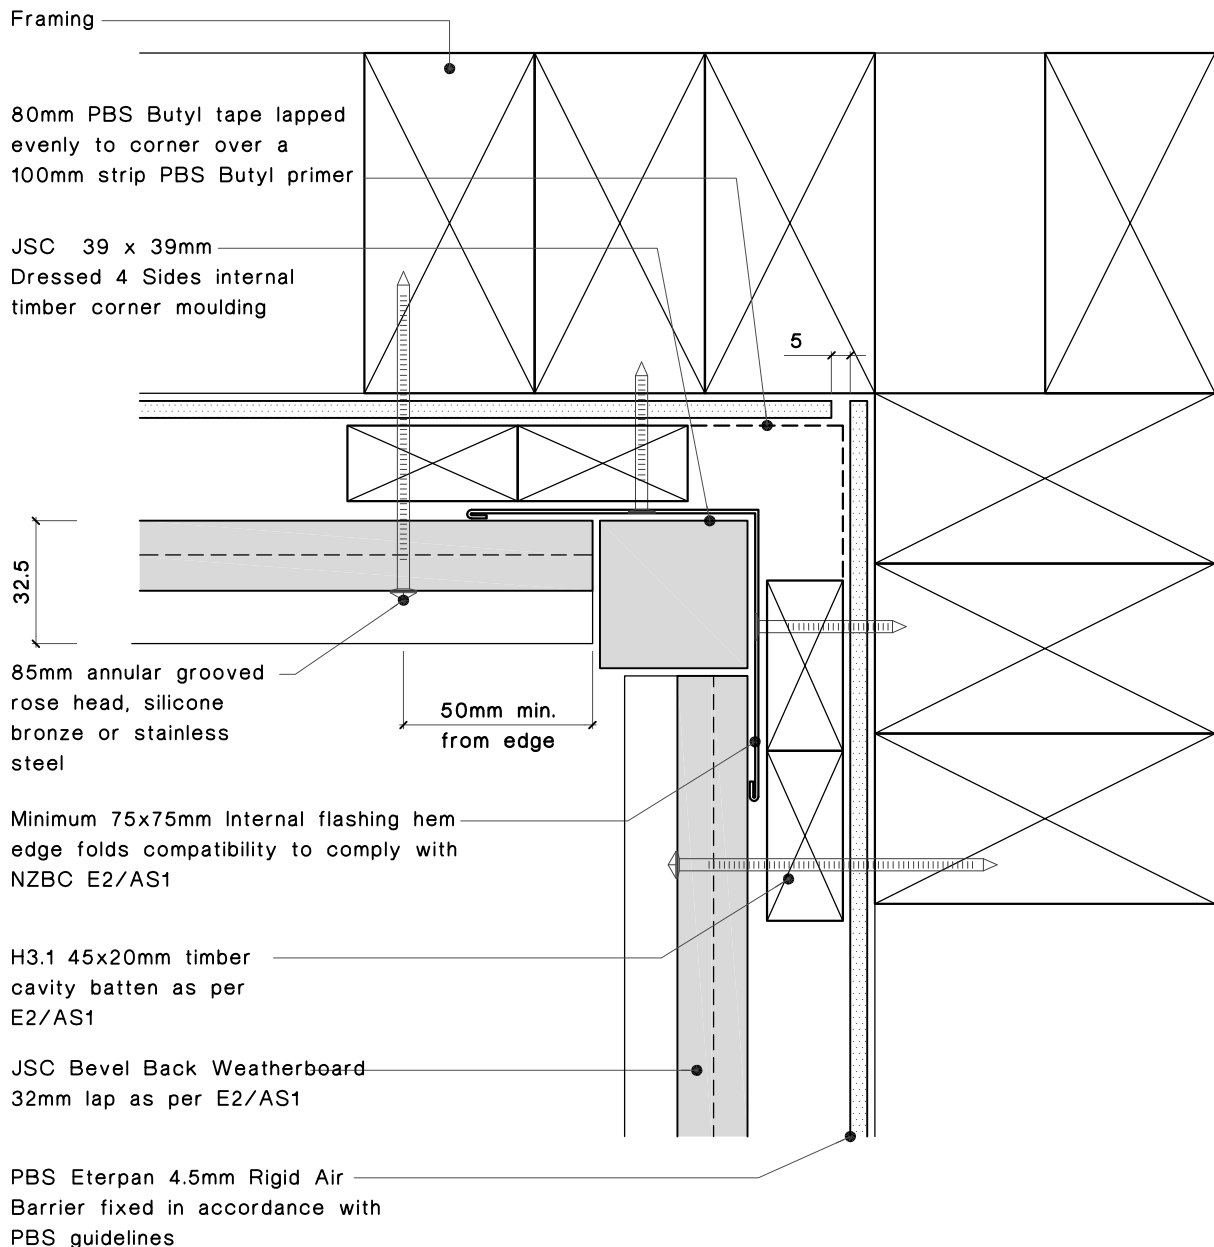 Framing
80mm PBS Butyl tape lapped
evenly to corner over a
100mm strip PBS Butyl primer
JSC 39 x 39mm
Dressed 4 Sides internal
timber corner moulding
5
32.5
85mm annular grooved
rose head, silicone
bronze or stainless
steel
50mm min.
from edge
Minimum 75x75mm Internal flashing hem
edge folds compatibility to comply with
NZBC E2/AS1
H3.1 45x20mm timber
cavity batten as per
E2/AS1
JSC Bevel Back Weatherboard
32mm lap as per E2/AS1
PBS Eterpan 4.5mm Rigid Air
Barrier fixed in accordance with
PBS guidelines